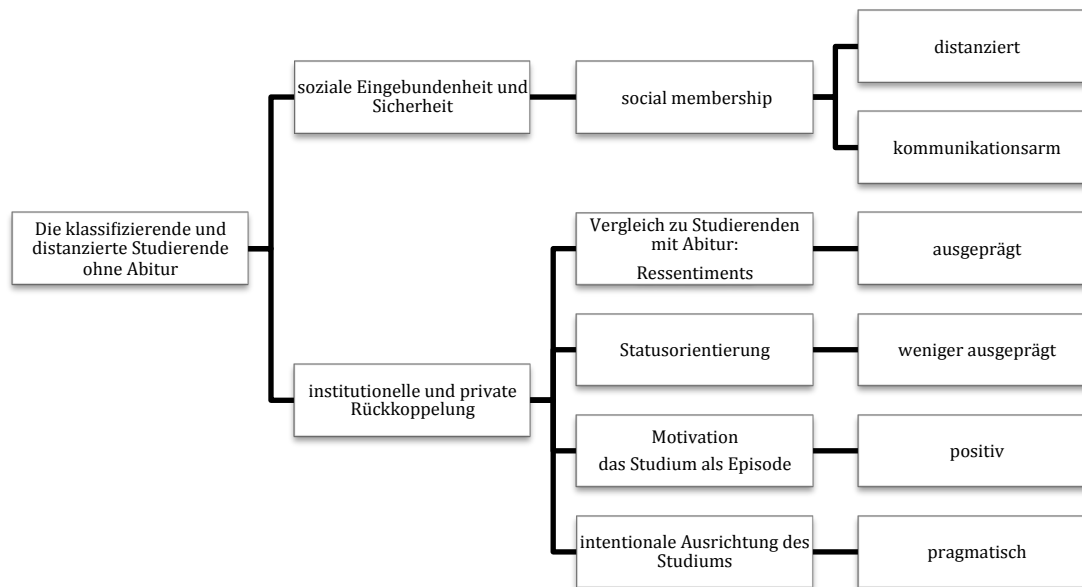 Die klassifizierende und
distanzierte Studierende
ohne Abitur
soziale Eingebundenheit und
Sicherheit
social membership
distanziert
kommunikationsarm
institutionelle und private
Rückkoppelung
Vergleich zu Studierenden
mit Abitur:
Ressentiments
ausgeprägt
Statusorientierung
weniger ausgeprägt
Motivation
das Studium als Episode
positiv
intentionale Ausrichtung des
Studiums
pragmatisch